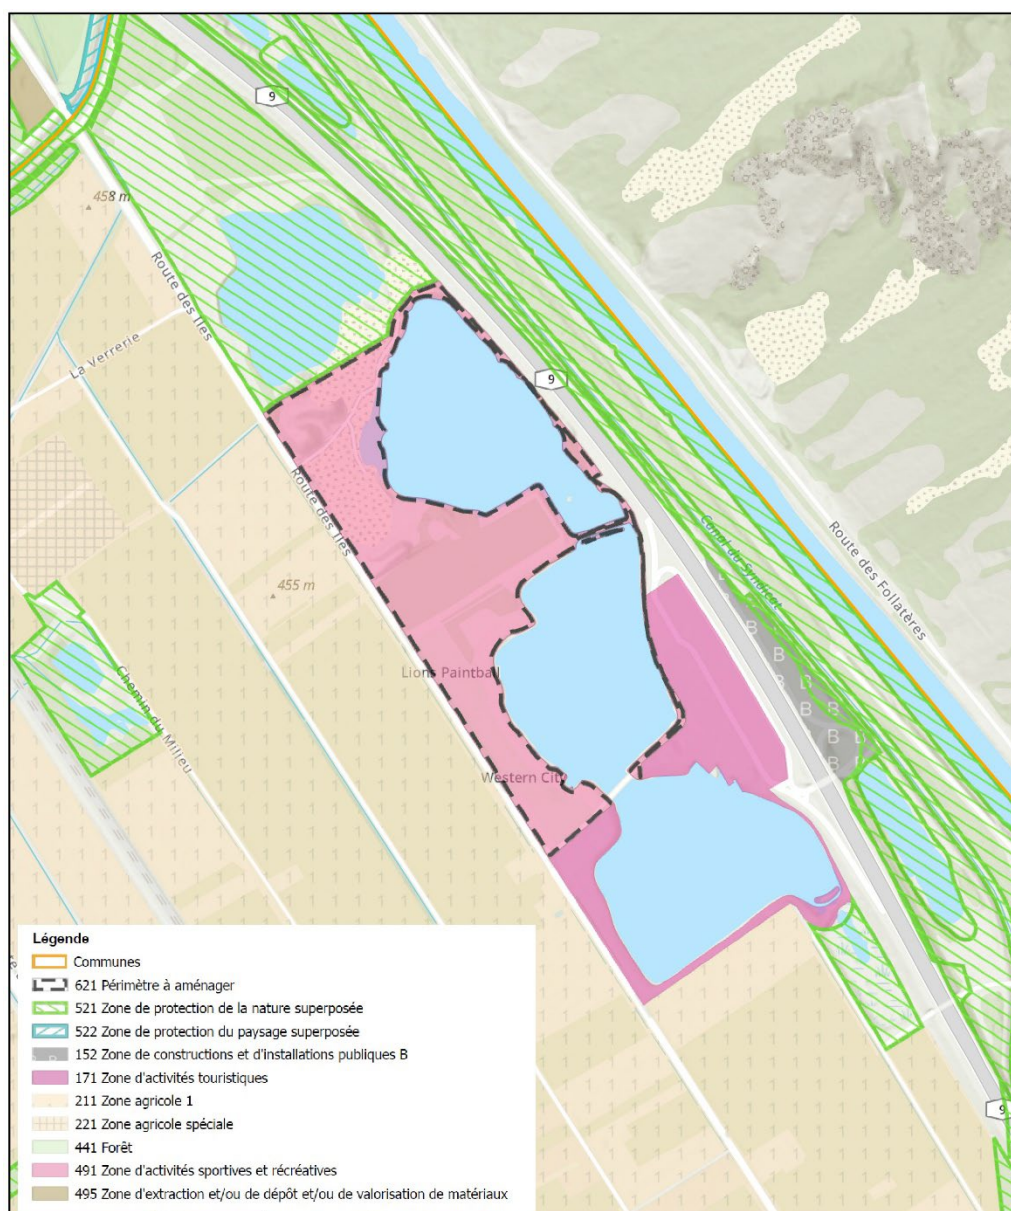 9
458 m
Route des Iles
La Verrerie
9
Route des Iles
Canal du Syndicat
Route des Follatères
455 m
Lions Paintball
Chemin du Milieu
Western City
9
Légende
Communes
621 Périmètre à aménager
521 Zone de protection de la nature superposée
522 Zone de protection du paysage superposée
152 Zone de constructions et d'installations publiques B
171 Zone d'activités touristiques
211 Zone agricole 1
221 Zone agricole spéciale
441 Forêt
491 Zone d'activités sportives et récréatives
495 Zone d'extraction et/ou de dépôt et/ou de valorisation de matériaux